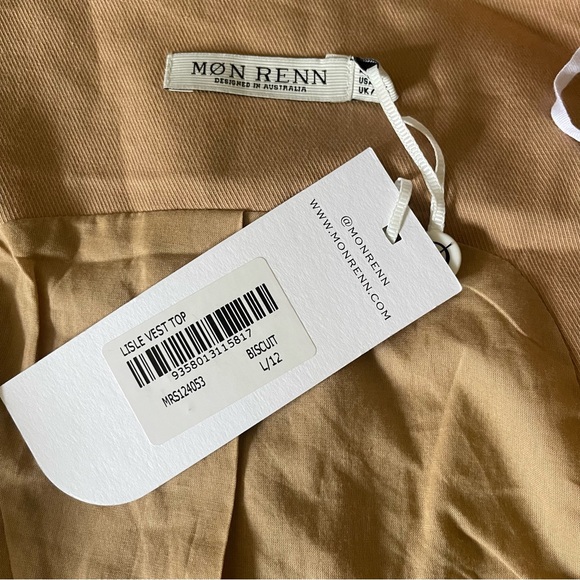 MØN RENN
DESIGNED IN AUSTRALIA
@MONRENN
WWW.MONRENN.COM
LISLE VEST TOP
9358013115817
MRS124053
BISCUIT
L/12